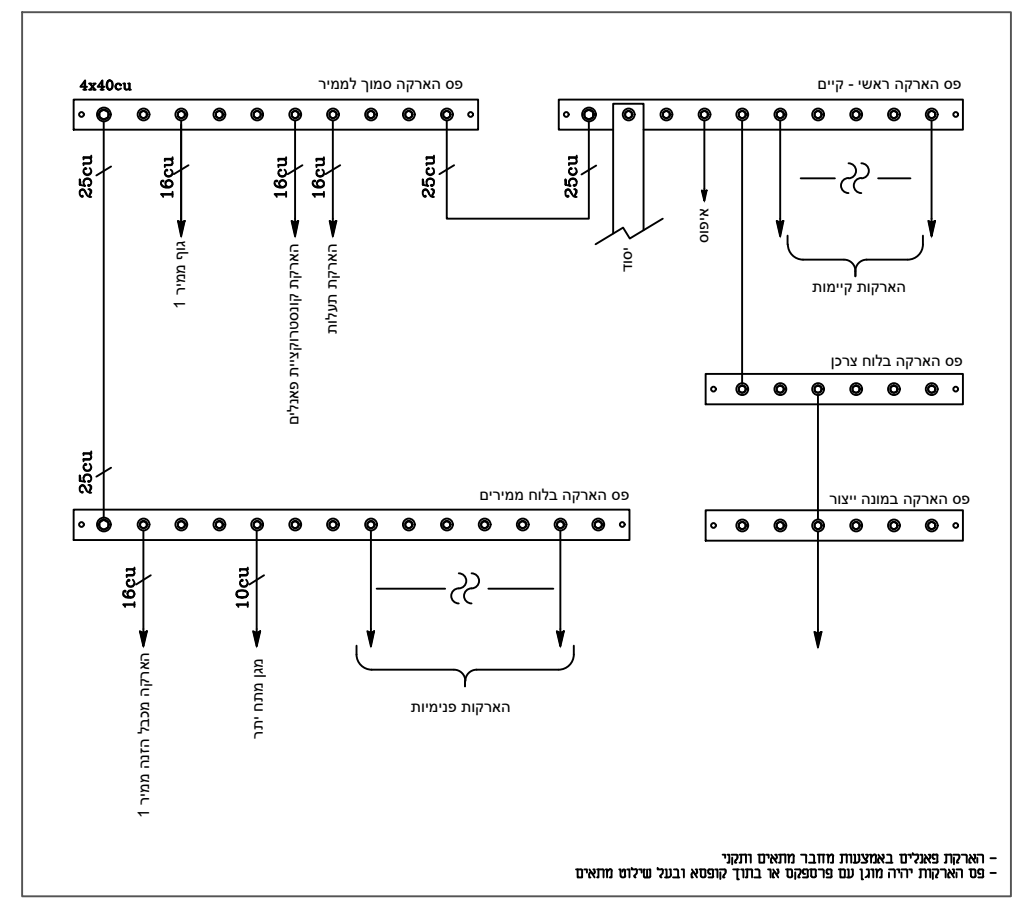 פס הארקה ראשי - קיים
פס הארקה סמוך לממיר
4x40cu
25cu
16cu
16cu
16cu
25cu
25cu
גוף ממיר 1
הארקת קונסטרוקציית פאנלים
הארקת תעלות
יסוד
איפוס
הארקות קיימות
פס הארקה בלוח צרכן
25cu
פס הארקה בלוח ממירים
פס הארקה במונה ייצור
16cu
10cu
הארקה מכבל הזנה ממיר 1
מגן מתח יתר
הארקות פנימיות
- הארקת פאנלים באמצעות מחבר מתאים ותקני
- פס הארקות יהיה מוגן עם פרספקס או בתוך קופסא ובעל שילוט מתאים